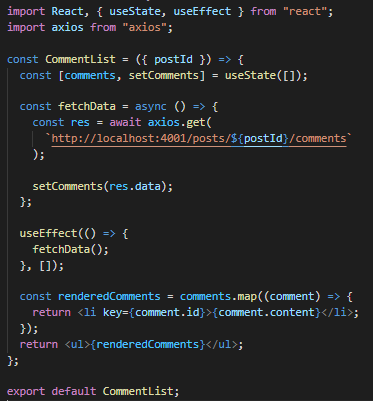 import React, { useState, useEffect } from "react";
import axios from "axios";
const CommentList = ({ postId }) => {
const [comments, setComments] = useState([]);
const fetchData = async () => {
const res = await axios.get(
`http://localhost:4001/posts/${postId}/comments`
);
setComments(res.data);
};
useEffect(() => {
fetchData();
}, []);
const renderedComments = comments.map((comment) => {
return <li key={comment.id}>{comment.content}</li>;
});
return <ul>{renderedComments}</ul>;
};
export default CommentList;